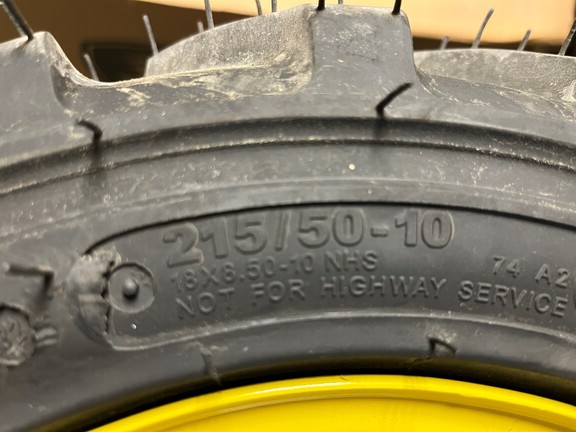 215/50-10
18X8.50-10 NHS 74 A2
NOT FOR HIGHWAY SERVICE